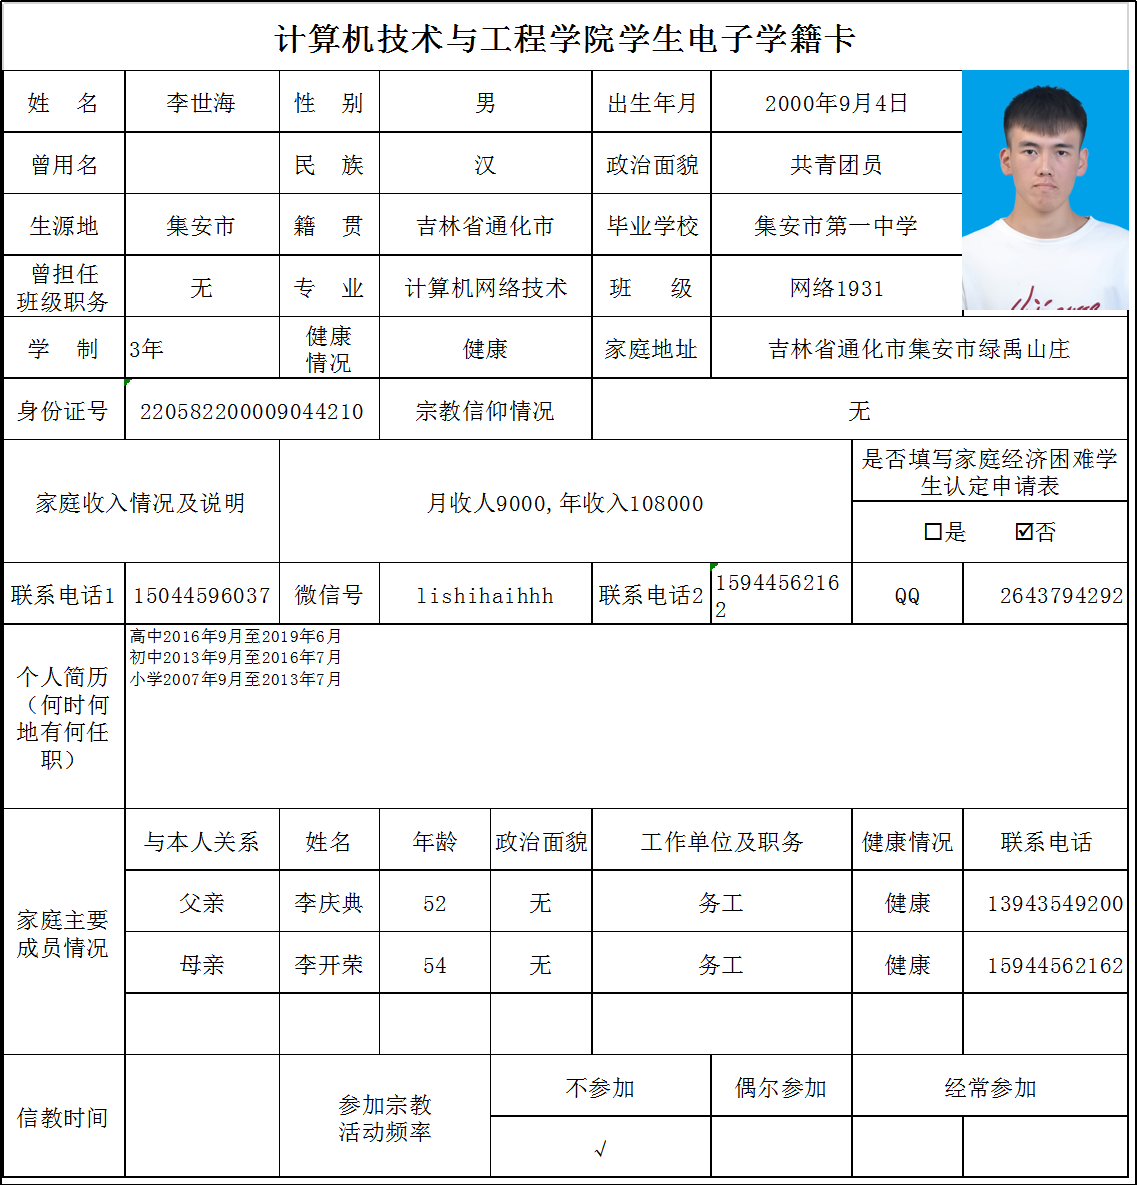 计算机技术与工程学院学生电子学籍卡
姓 名 李世海 性 别 男 出生年月 2000年9月4日
曾用名 民 族 汉 政治面貌 共青团员
生源地 集安市 籍 贯 吉林省通化市 毕业学校 集安市第一中学
曾担任
班级职务 无 专 业 计算机网络技术 班 级 网络1931
学 制 3年 健康
情况 健康 家庭地址 吉林省通化市集安市绿禹山庄
身份证号 220582200009044210 宗教信仰情况 无
家庭收入情况及说明 月收人9000,年收入108000
是否填写家庭经济困难学
生认定申请表
☐是 ☑否
联系电话1 15044596037 微信号 lishihaihhh 联系电话2 1594456216
2 QQ 2643794292
个人简历
（何时何
地有何任
职）
高中2016年9月至2019年6月
初中2013年9月至2016年7月
小学2007年9月至2013年7月
家庭主要
成员情况
与本人关系 姓名 年龄 政治面貌 工作单位及职务 健康情况 联系电话
父亲 李庆典 52 无 务工 健康 13943549200
母亲 李开荣 54 无 务工 健康 15944562162
信教时间 参加宗教
活动频率
不参加 偶尔参加 经常参加
√